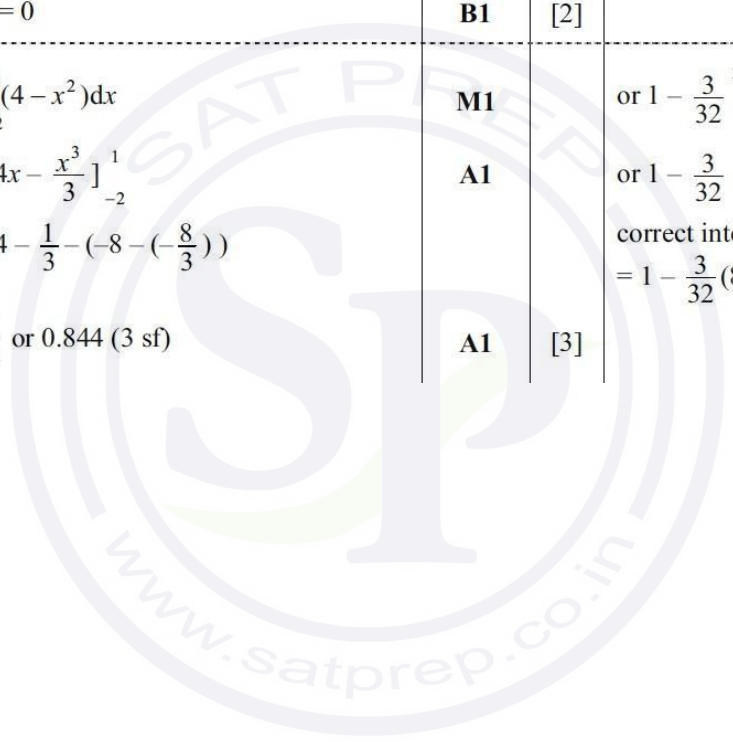 = 0 B1 [2]
(4 – x²)dx M1 or 1 – 3/32
4x – x³/3 ]¹₋₂ A1 or 1 – 3/32
4 – 1/3 – (–8 – (–8/3)) correct
= 1 – 3/32 (8
or 0.844 (3 sf) A1 [3]
SAT PREP
SP
www.satprep.co.in